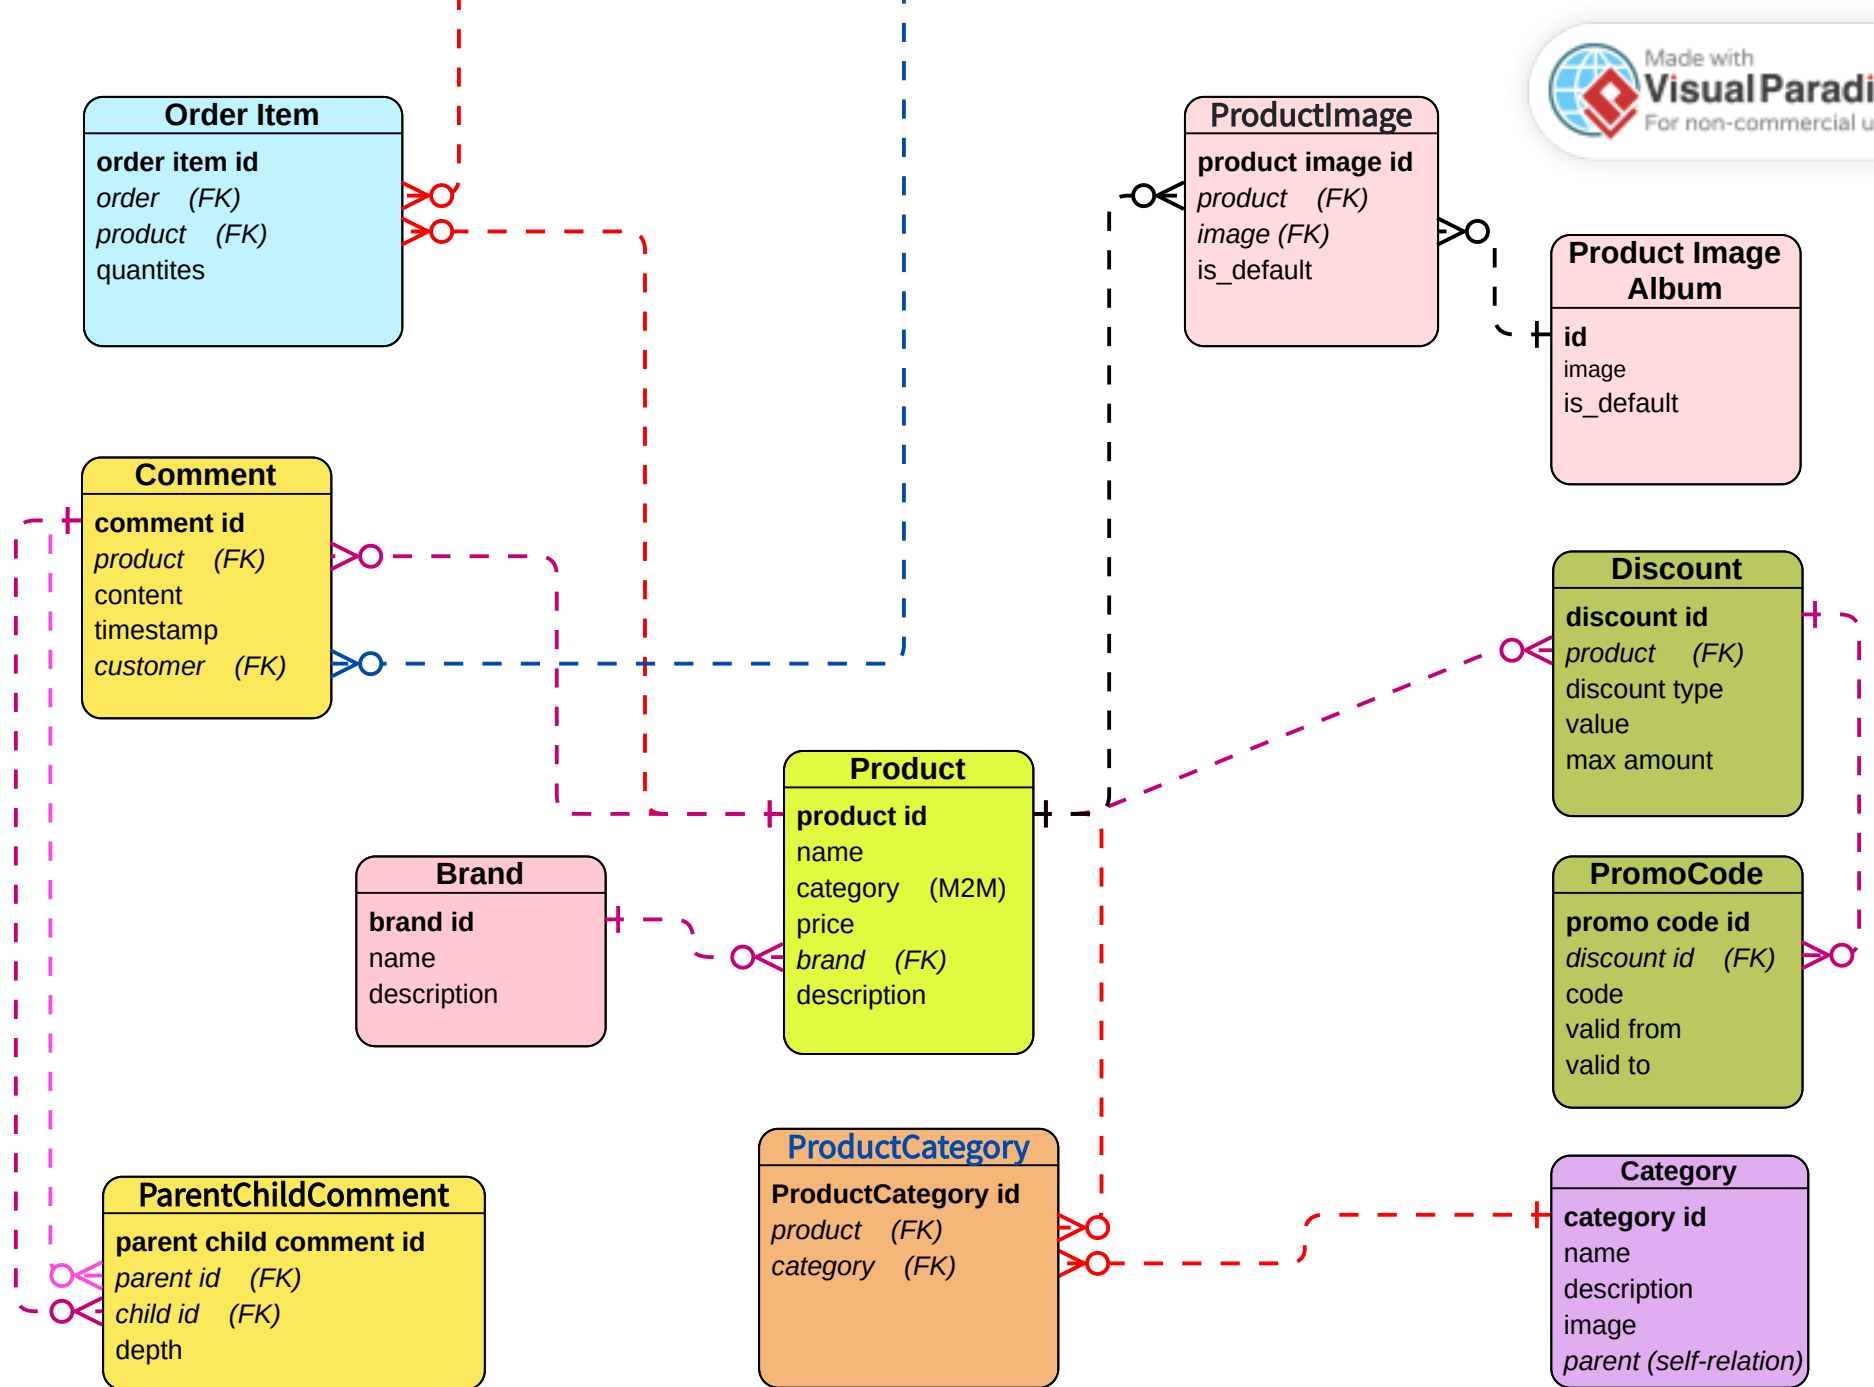 Made with
Visual Paradi
For non-commercial u
Order Item
order item id
order (FK)
product (FK)
quantites
ProductImage
product image id
product (FK)
image (FK)
is_default
Product Image
Album
id
image
is_default
Comment
comment id
product (FK)
content
timestamp
customer (FK)
Discount
discount id
product (FK)
discount type
value
max amount
Product
product id
name
category (M2M)
price
brand (FK)
description
Brand
brand id
name
description
PromoCode
promo code id
discount id (FK)
code
valid from
valid to
ParentChildComment
parent child comment id
parent id (FK)
child id (FK)
depth
ProductCategory
ProductCategory id
product (FK)
category (FK)
Category
category id
name
description
image
parent (self-relation)